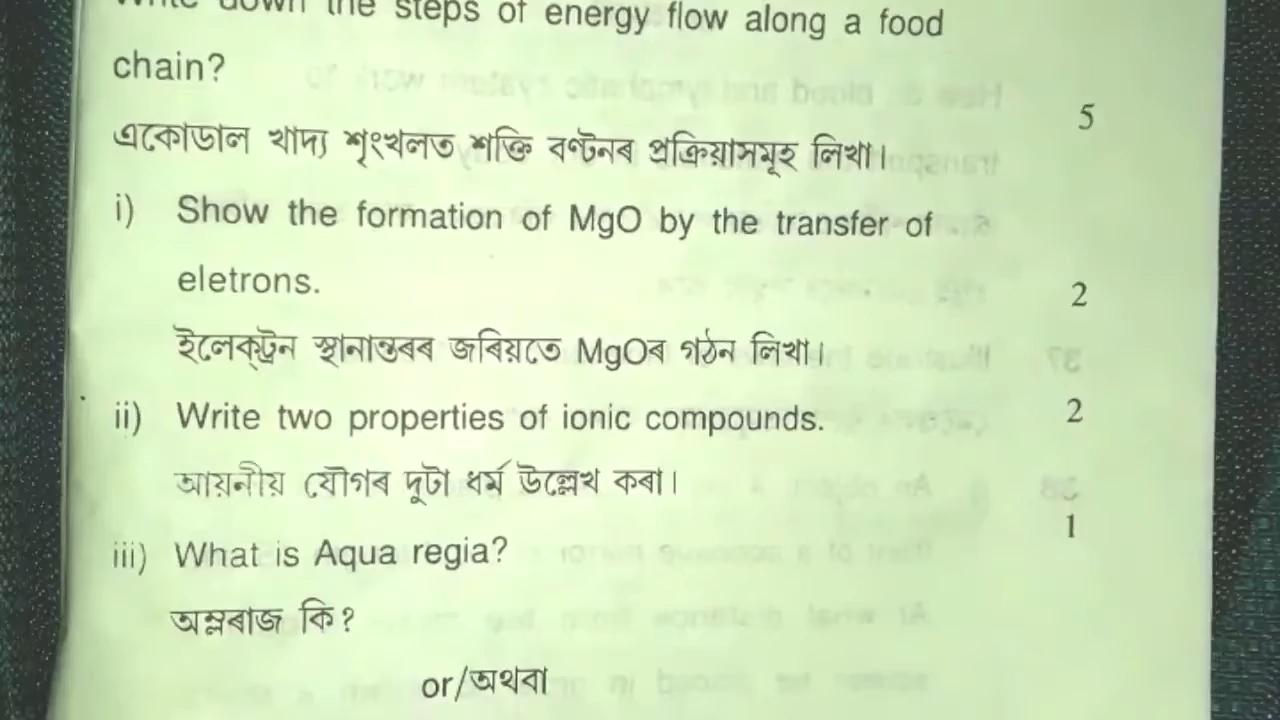 Write down the steps of energy flow along a food
chain?
5
একোডাল খাদ্য শৃংখলত শক্তি বণ্টনৰ প্ৰক্ৰিয়াসমূহ লিখা।
i) Show the formation of MgO by the transfer of
eletrons.
2
ইলেক্ট্ৰন স্থানান্তৰৰ জৰিয়তে MgOৰ গঠন লিখা।
ii) Write two properties of ionic compounds. 2
আয়নীয় যৌগৰ দুটা ধৰ্ম উল্লেখ কৰা।
1
iii) What is Aqua regia?
অম্লৰাজ কি?
or/অথবা